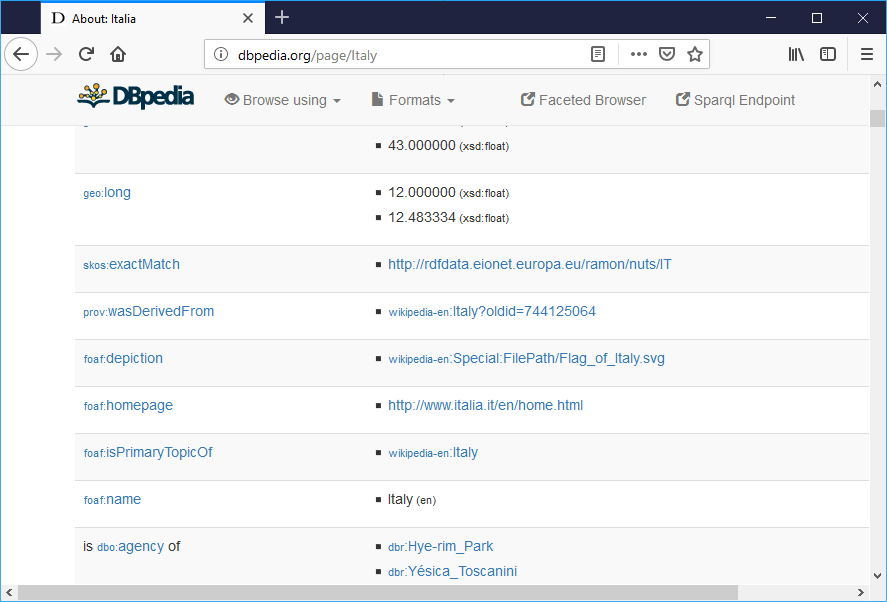 About: Italia
dbpedia.org/page/Italy
DBpedia Browse using Formats Faceted Browser Sparql Endpoint
43.000000 (xsd:float)
geo:long 12.000000 (xsd:float)
12.483334 (xsd:float)
skos:exactMatch http://rdfdata.eionet.europa.eu/ramon/nuts/IT
prov:wasDerivedFrom wikipedia-en:Italy?oldid=744125064
foaf:depiction wikipedia-en:Special:FilePath/Flag_of_Italy.svg
foaf:homepage http://www.italia.it/en/home.html
foaf:isPrimaryTopicOf wikipedia-en:Italy
foaf:name Italy (en)
is dbo:agency of dbr:Hye-rim_Park
dbr:Yésica_Toscanini